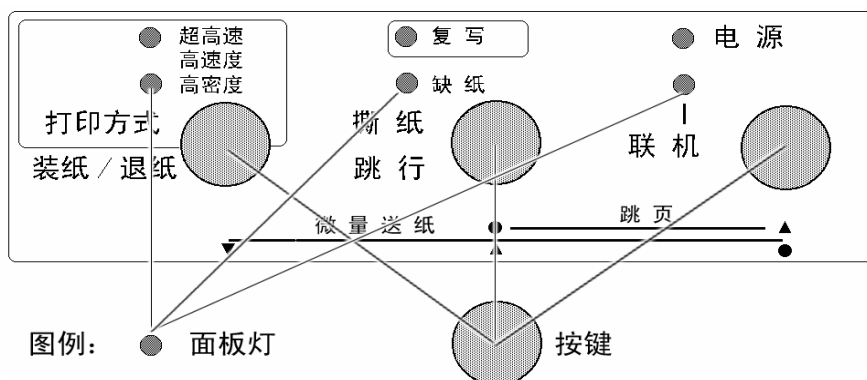 超高速
高速度
高密度
打印方式
装纸／退纸
复写
缺纸
撕纸
跳行
电源
联机
微量送纸
跳页
图例：
面板灯
按键